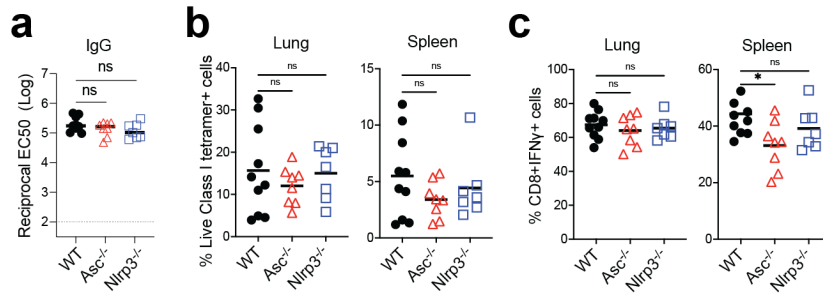 a
IgG
Reciprocal EC50 (Log)
6
5
4
3
2
ns
ns
WT
Asc-/-
Nlrp3-/-
b
Lung
% Live Class I tetramer+ cells
40
30
20
10
0
ns
ns
WT
Asc-/-
Nlrp3-/-
Spleen
15
10
5
0
ns
ns
WT
Asc-/-
Nlrp3-/-
c
Lung
% CD8+IFNγ+ cells
100
80
60
40
20
0
ns
ns
WT
Asc-/-
Nlrp3-/-
Spleen
60
40
20
0
ns
*
WT
Asc-/-
Nlrp3-/-